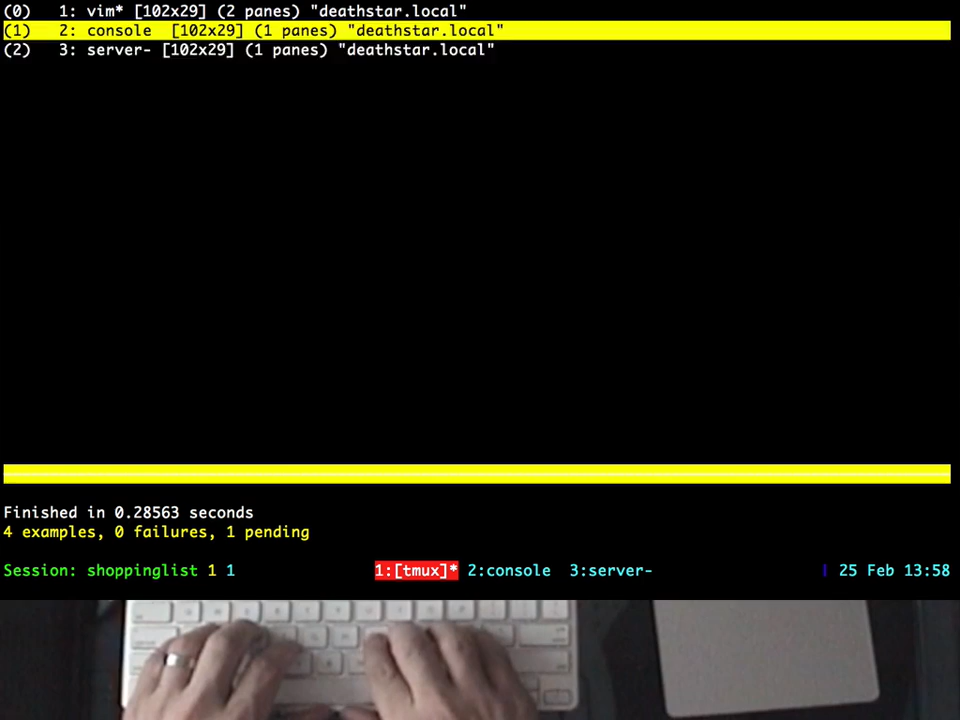 (0) 1: vim* [102x29] (2 panes) "deathstar.local"
(1) 2: console [102x29] (1 panes) "deathstar.local"
(2) 3: server- [102x29] (1 panes) "deathstar.local"
Finished in 0.28563 seconds
4 examples, 0 failures, 1 pending
Session: shoppinglist 1 1 1:[tmux]* 2:console 3:server- | 25 Feb 13:58